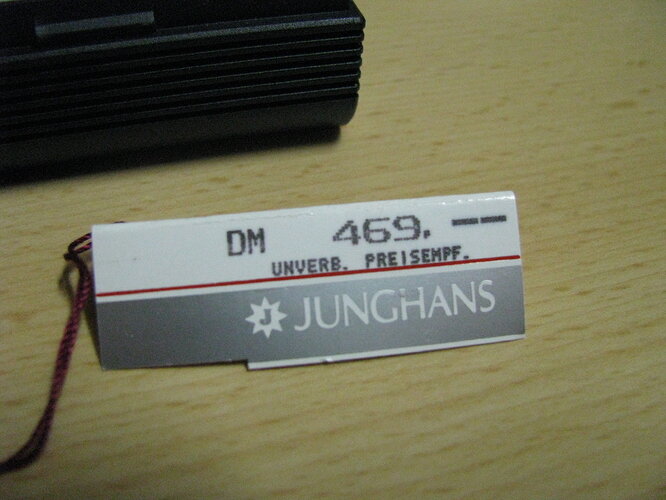 DM 469,--
UNVERB. PREISEMPF.
J JUNGHANS